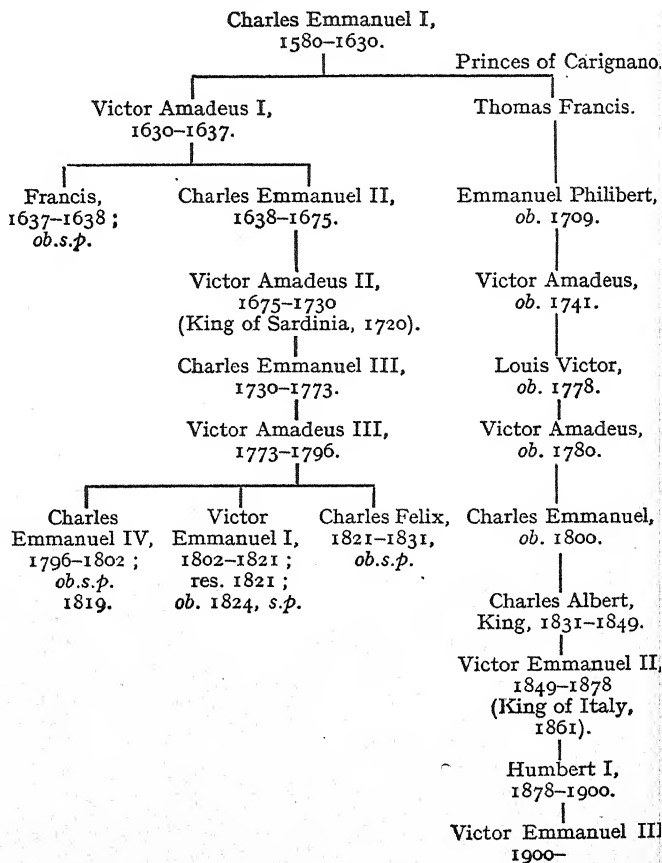 Charles Emmanuel I,
1580–1630.
Princes of Carignano.
Victor Amadeus I,
1630–1637.
Thomas Francis.
Francis,
1637–1638 ;
ob.s.p.
Charles Emmanuel II,
1638–1675.
Emmanuel Philibert,
ob. 1709.
Victor Amadeus II,
1675–1730
(King of Sardinia, 1720).
Victor Amadeus,
ob. 1741.
Charles Emmanuel III,
1730–1773.
Louis Victor,
ob. 1778.
Victor Amadeus III,
1773–1796.
Victor Amadeus,
ob. 1780.
Charles
Emmanuel IV,
1796–1802 ;
ob.s.p.
1819.
Victor
Emmanuel I,
1802–1821 ;
res. 1821 ;
ob. 1824, s.p.
Charles Felix,
1821–1831,
ob.s.p.
Charles Emmanuel,
ob. 1800.
Charles Albert,
King, 1831–1849.
Victor Emmanuel II,
1849–1878
(King of Italy,
1861).
Humbert I,
1878–1900.
Victor Emmanuel III
1900–